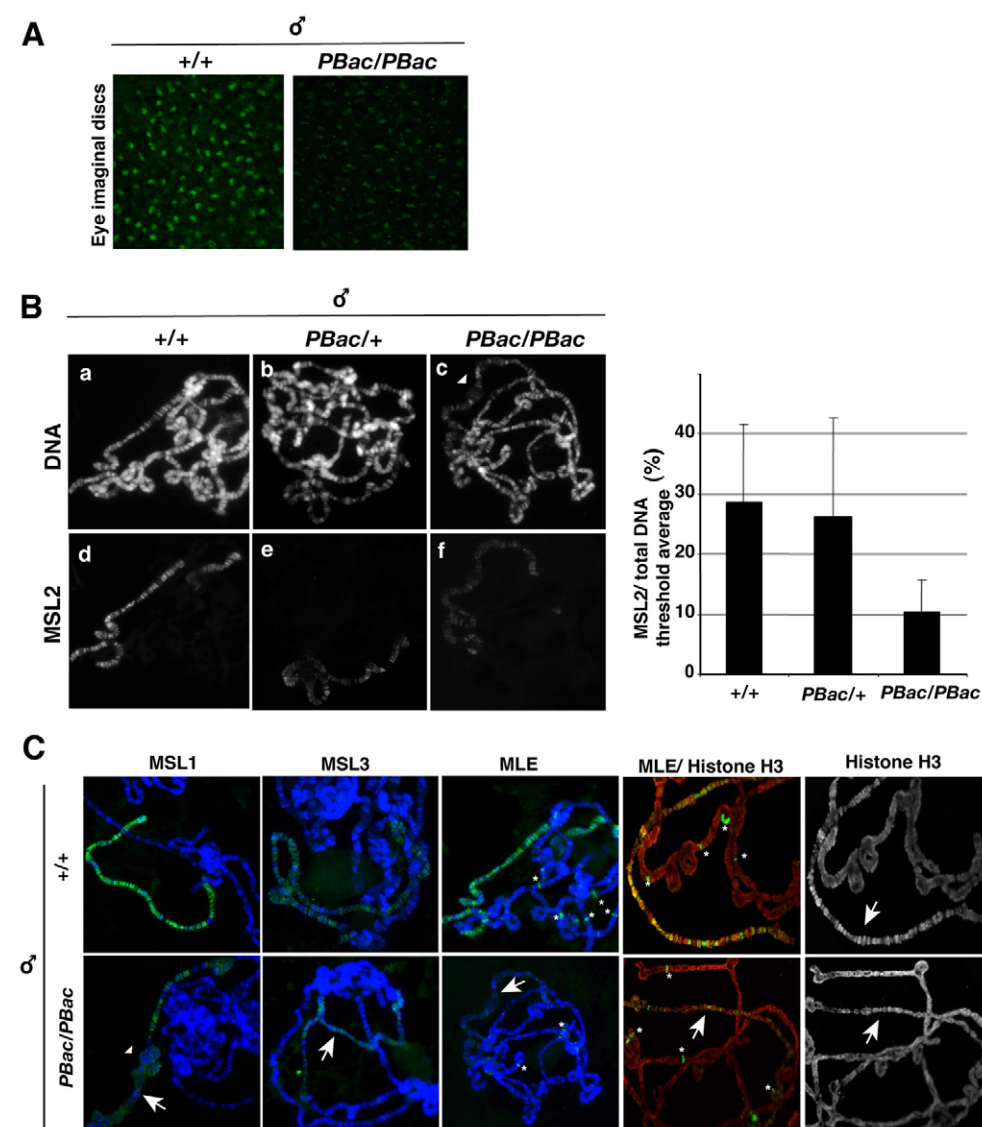 A
♂
+/+ PBac/PBac
Eye imaginal discs
B
♂
+/+ PBac/+ PBac/PBac
DNA
a b c
MSL2
d e f
MSL2/ total DNA
threshold average (%)
40
30
20
10
0
+/+ PBac/+ PBac/PBac
C
MSL1 MSL3 MLE MLE/ Histone H3 Histone H3
♂
+/+
* * * * * * * * *
PBac/PBac
* * * * * *